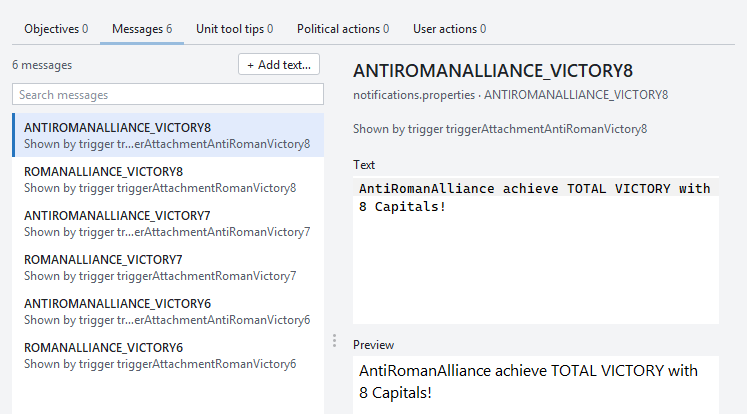 Objectives 0 Messages 6 Unit tool tips 0 Political actions 0 User actions 0
6 messages
+ Add text...
Search messages
ANTIROMANALLIANCE_VICTORY8
Shown by trigger tr...erAttachmentAntiRomanVictory8
ROMANALLIANCE_VICTORY8
Shown by trigger triggerAttachmentRomanVictory8
ANTIROMANALLIANCE_VICTORY7
Shown by trigger tr...erAttachmentAntiRomanVictory7
ROMANALLIANCE_VICTORY7
Shown by trigger triggerAttachmentRomanVictory7
ANTIROMANALLIANCE_VICTORY6
Shown by trigger tr...erAttachmentAntiRomanVictory6
ROMANALLIANCE_VICTORY6
Shown by trigger triggerAttachmentRomanVictory6
ANTIROMANALLIANCE_VICTORY8
notifications.properties · ANTIROMANALLIANCE_VICTORY8
Shown by trigger triggerAttachmentAntiRomanVictory8
Text
AntiRomanAlliance achieve TOTAL VICTORY with
8 Capitals!
Preview
AntiRomanAlliance achieve TOTAL VICTORY with
8 Capitals!